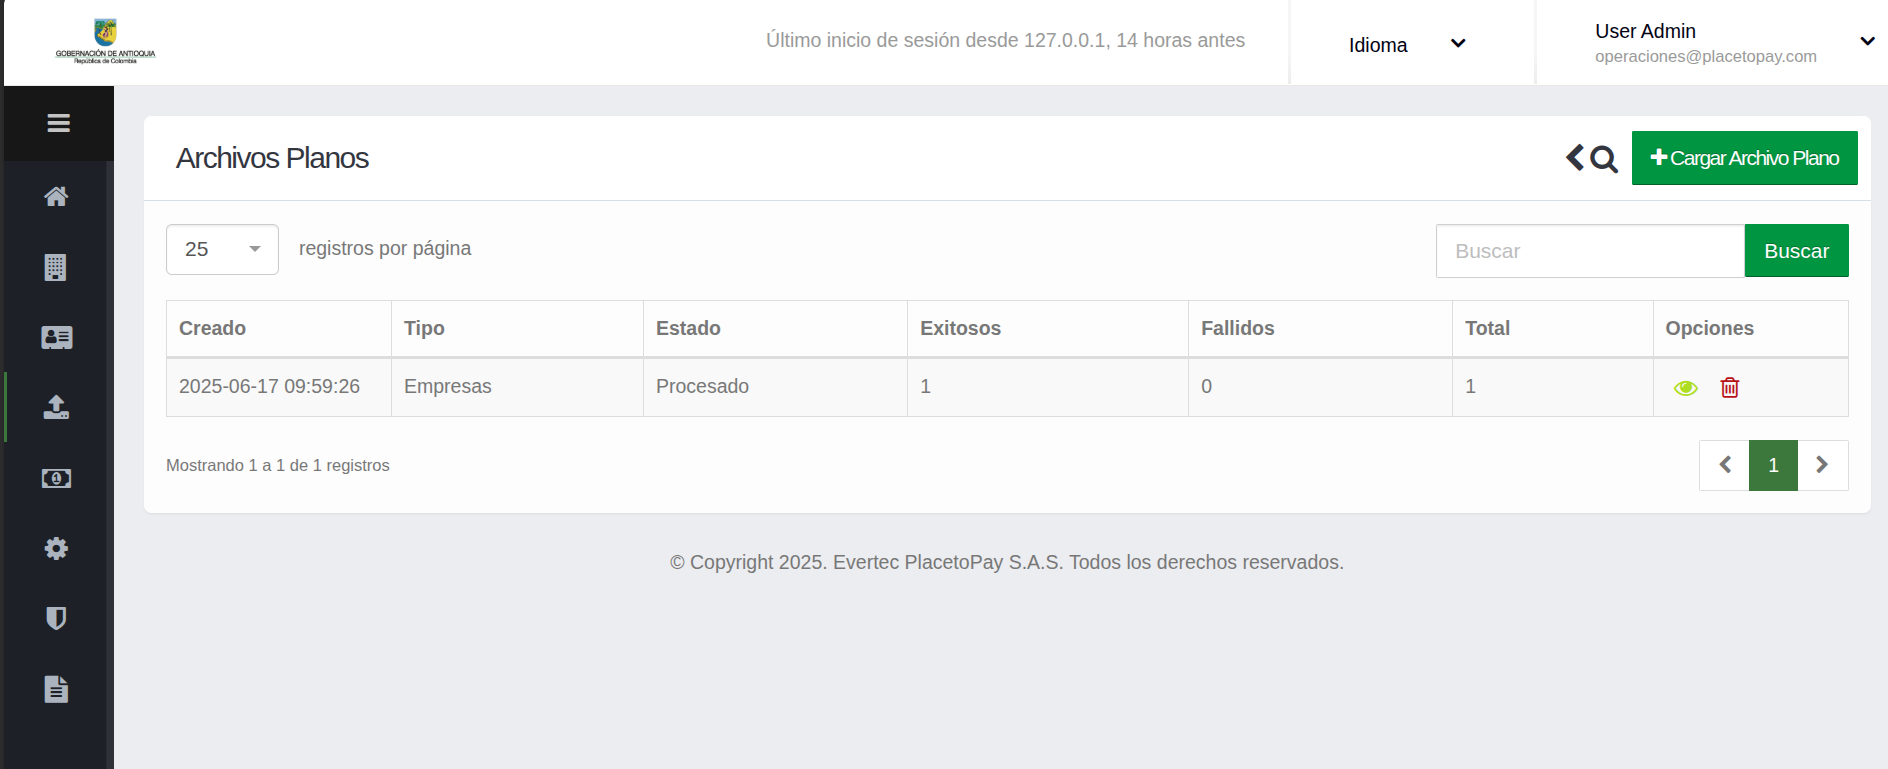 GOBERNACIÓN DE ANTIOQUIA
República de Colombia
Último inicio de sesión desde 127.0.0.1, 14 horas antes
Idioma
User Admin
operaciones@placetopay.com
Archivos Planos
Cargar Archivo Plano
25
registros por página
Buscar
Buscar
Creado Tipo Estado Exitosos Fallidos Total Opciones
2025-06-17 09:59:26 Empresas Procesado 1 0 1
Mostrando 1 a 1 de 1 registros
1
© Copyright 2025. Evertec PlacetoPay S.A.S. Todos los derechos reservados.